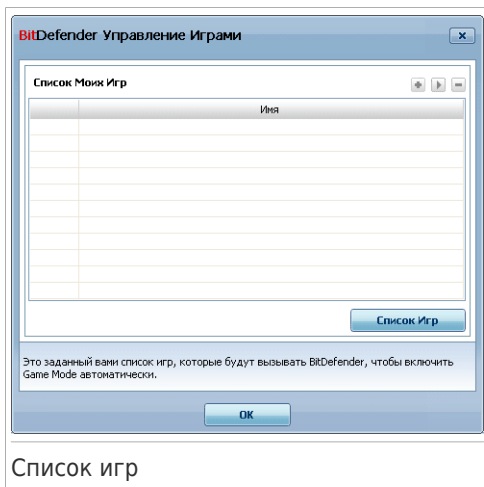 BitDefender Управление Играми
Список Моих Игр
Имя
Список Игр
Это заданный вами список игр, которые будут вызывать BitDefender, чтобы включить
Game Mode автоматически.
OK
Список игр